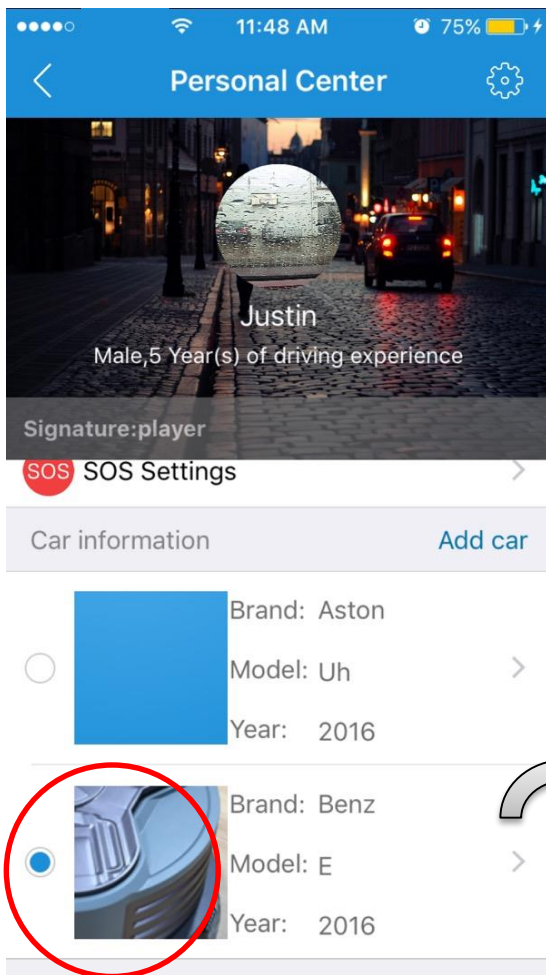 11:48 AM 75%
Personal Center
Justin
Male,5 Year(s) of driving experience
Signature:player
SOS SOS Settings
Car information Add car
Brand: Aston
Model: Uh
Year: 2016
Brand: Benz
Model: E
Year: 2016